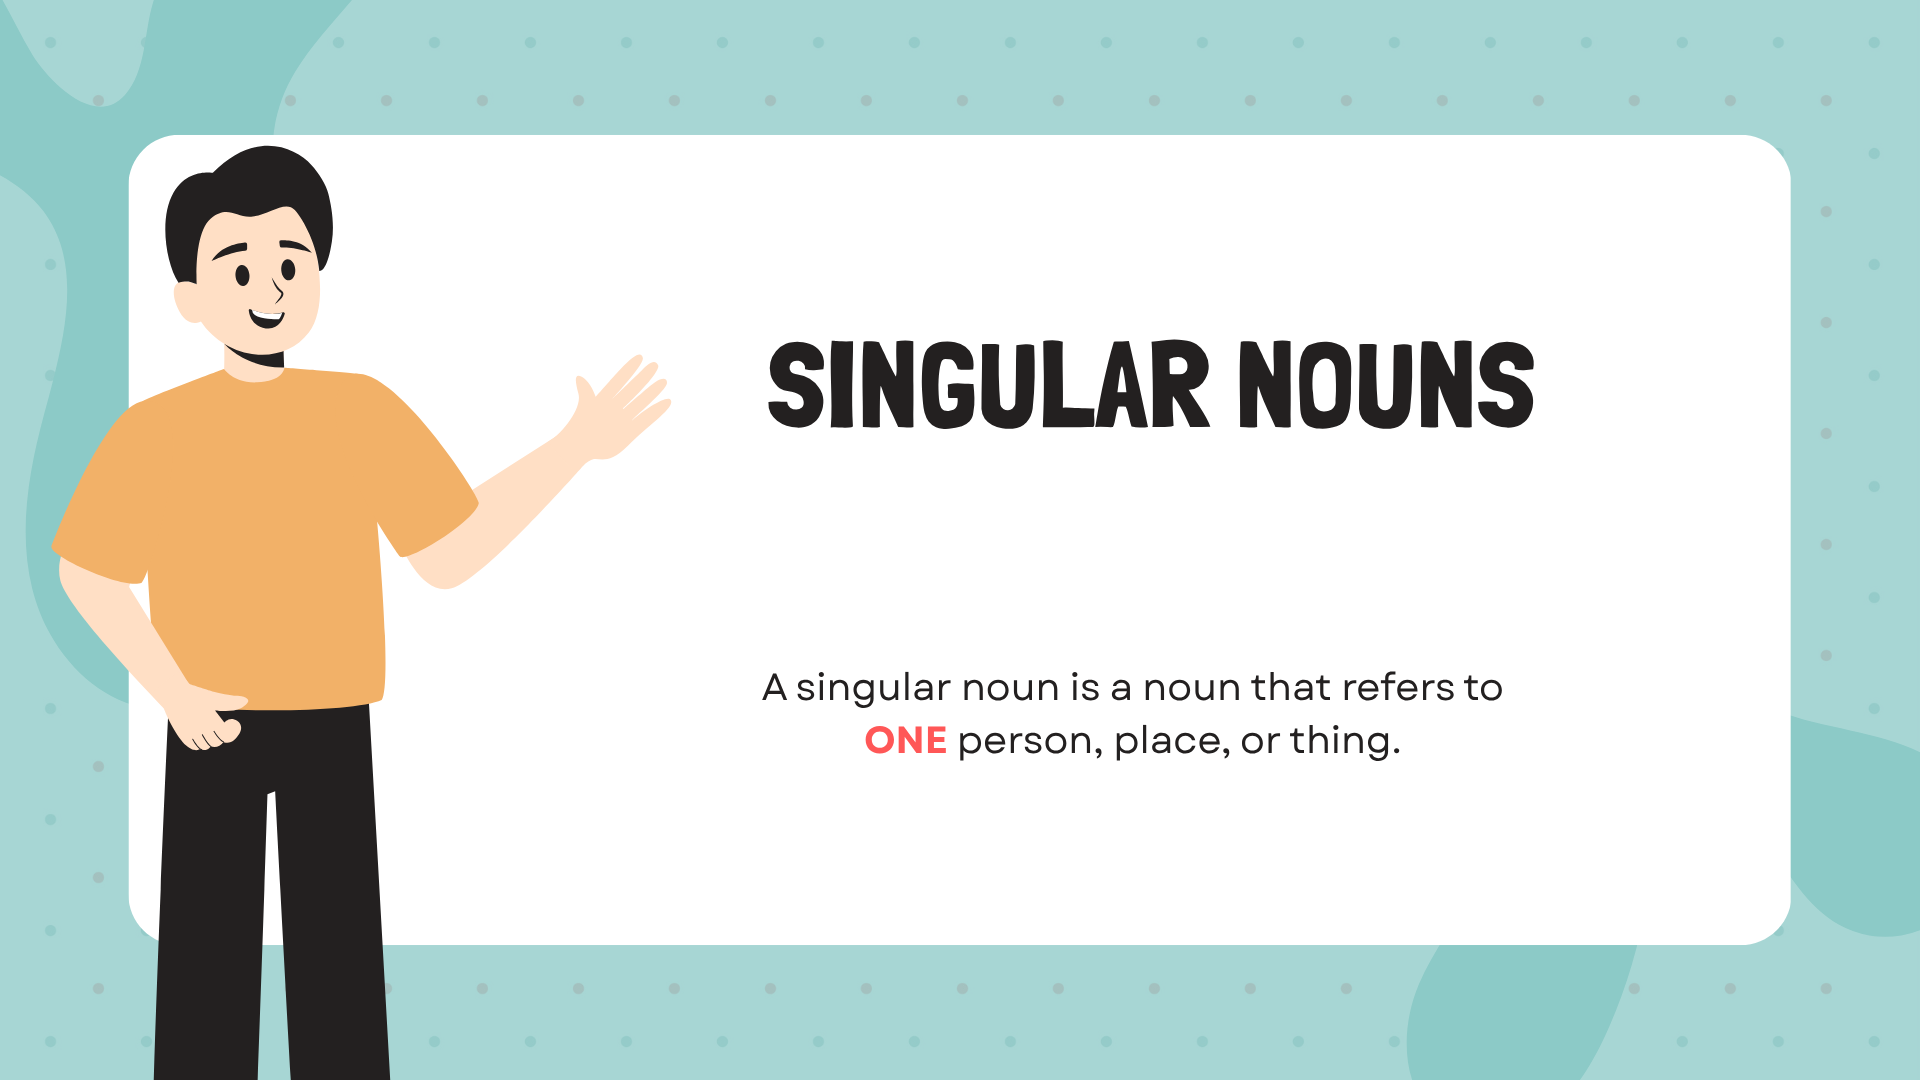 SINGULAR NOUNS
A singular noun is a noun that refers to
ONE person, place, or thing.